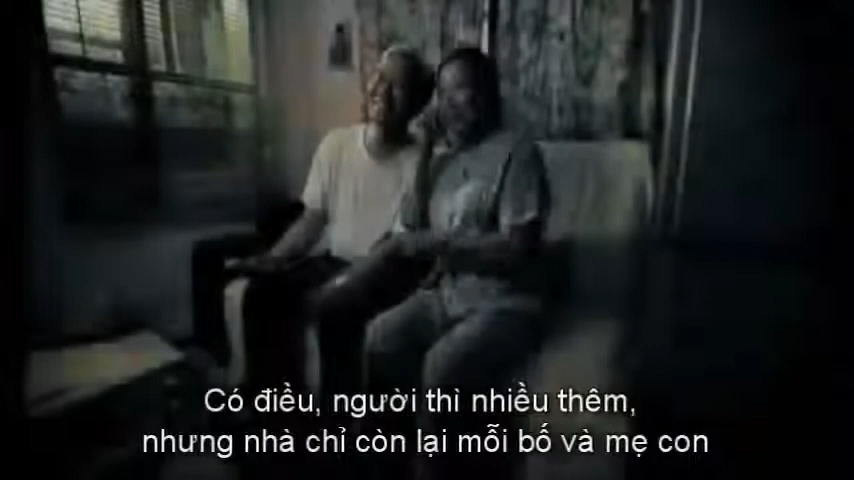 Có điều, người thì nhiều thêm,
nhưng nhà chỉ còn lại mỗi bố và mẹ con